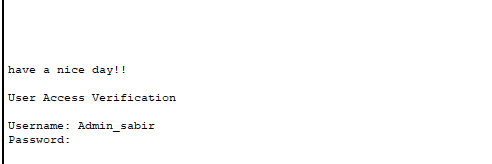 have a nice day!!
User Access Verification
Username: Admin_sabir
Password: